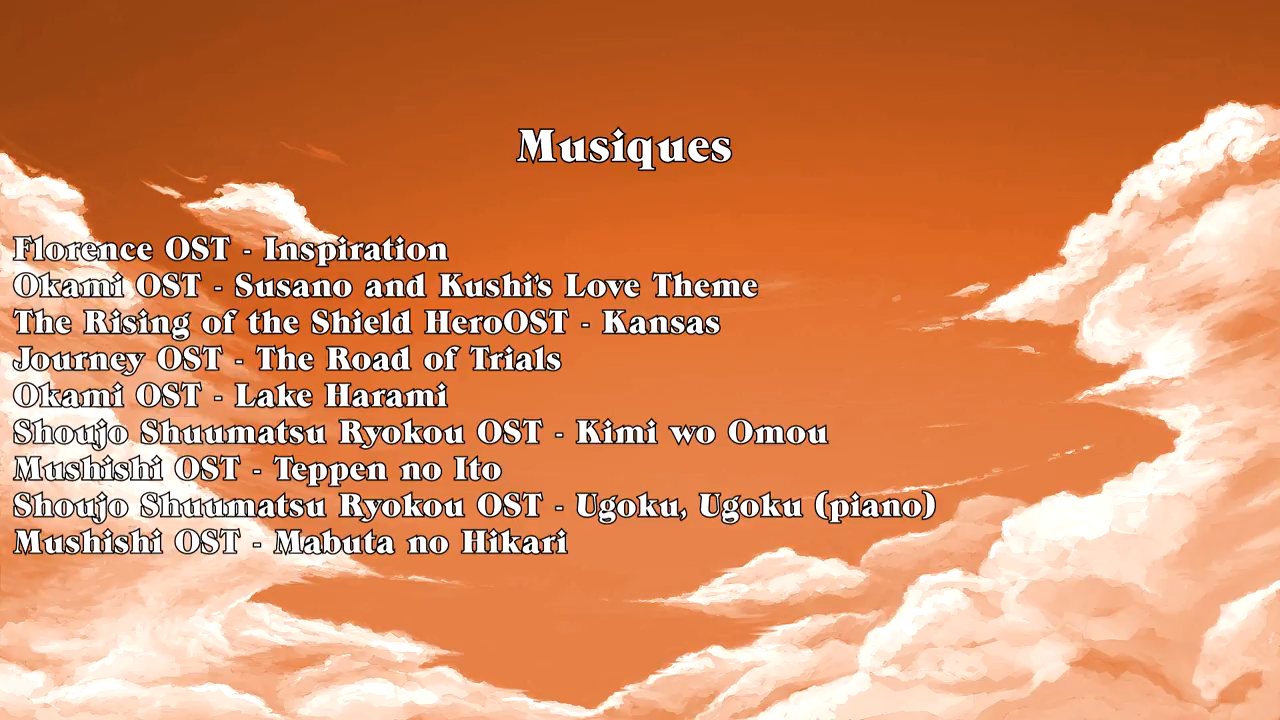 Musiques
Florence OST - Inspiration
Okami OST - Susano and Kushi's Love Theme
The Rising of the Shield HeroOST - Kansas
Journey OST - The Road of Trials
Okami OST - Lake Harami
Shoujo Shuumatsu Ryokou OST - Kimi wo Omou
Mushishi OST - Teppen no Ito
Shoujo Shuumatsu Ryokou OST - Ugoku, Ugoku (piano)
Mushishi OST - Mabuta no Hikari